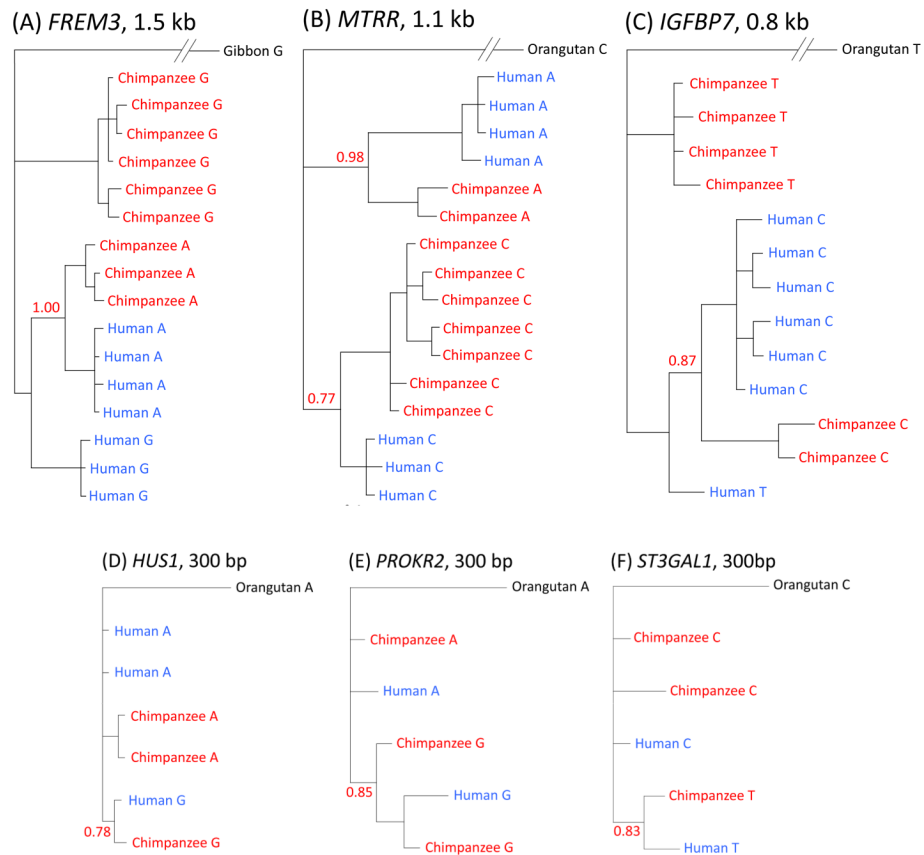 (A) FREM3, 1.5 kb
Gibbon G
Chimpanzee G
Chimpanzee G
Chimpanzee G
Chimpanzee G
Chimpanzee G
Chimpanzee G
Chimpanzee A
Chimpanzee A
Chimpanzee A
1.00
Human A
Human A
Human A
Human A
Human G
Human G
Human G
(B) MTRR, 1.1 kb
Orangutan C
Human A
Human A
Human A
Human A
0.98
Chimpanzee A
Chimpanzee A
Chimpanzee C
Chimpanzee C
Chimpanzee C
Chimpanzee C
Chimpanzee C
Chimpanzee C
0.77
Chimpanzee C
Human C
Human C
Human C
(C) IGFBP7, 0.8 kb
Orangutan T
Chimpanzee T
Chimpanzee T
Chimpanzee T
Chimpanzee T
Human C
Human C
Human C
Human C
Human C
0.87
Human C
Chimpanzee C
Chimpanzee C
Human T
(D) HUS1, 300 bp
Orangutan A
Human A
Human A
Chimpanzee A
Chimpanzee A
Human G
0.78
Chimpanzee G
(E) PROKR2, 300 bp
Orangutan A
Chimpanzee A
Human A
Chimpanzee G
0.85
Human G
Chimpanzee G
(F) ST3GAL1, 300bp
Orangutan C
Chimpanzee C
Chimpanzee C
Human C
Chimpanzee T
0.83
Human T